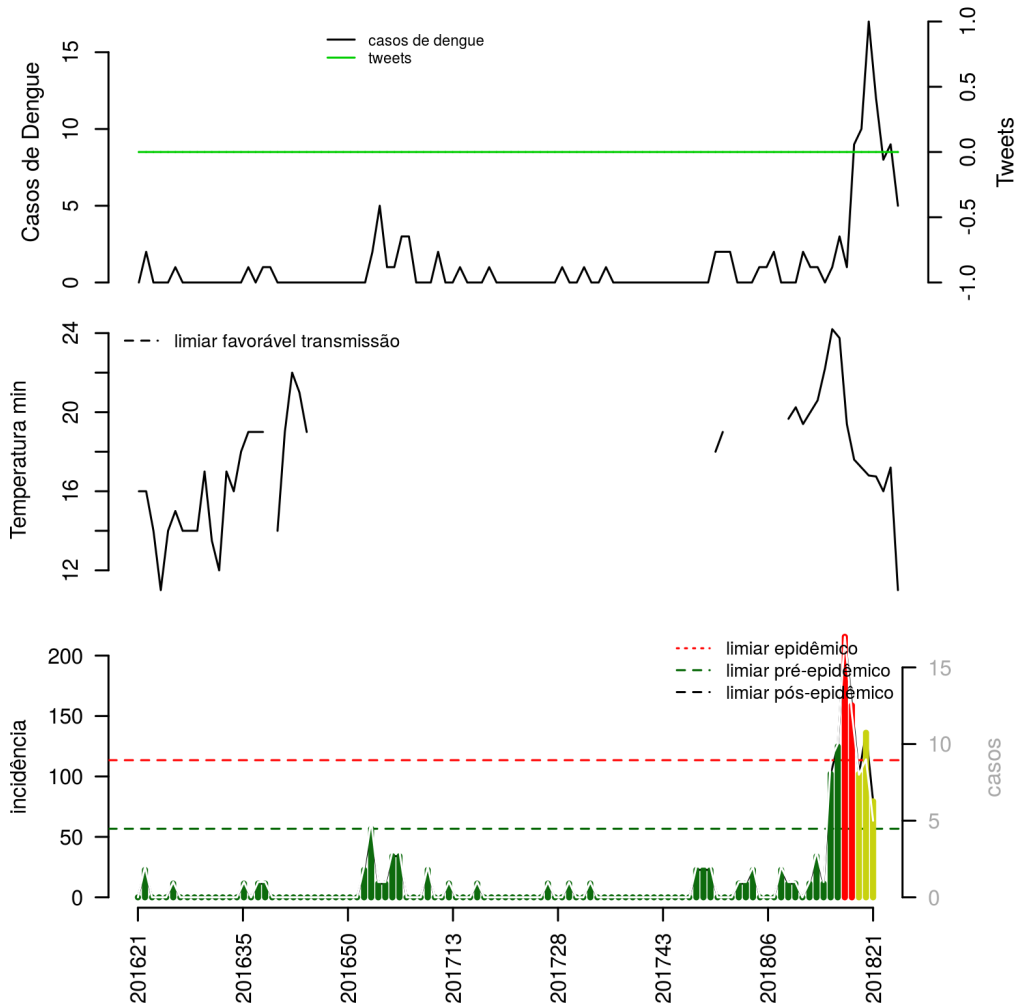 casos de dengue
tweets
Casos de Dengue
0
5
10
15
Tweets
-1.0
-0.5
0.0
0.5
1.0
limiar favorável transmissão
Temperatura min
12
16
20
24
limiar epidêmico
limiar pré-epidêmico
limiar pós-epidêmico
incidência
0
50
100
150
200
casos
0
5
10
15
201621
201635
201650
201713
201728
201743
201806
201821